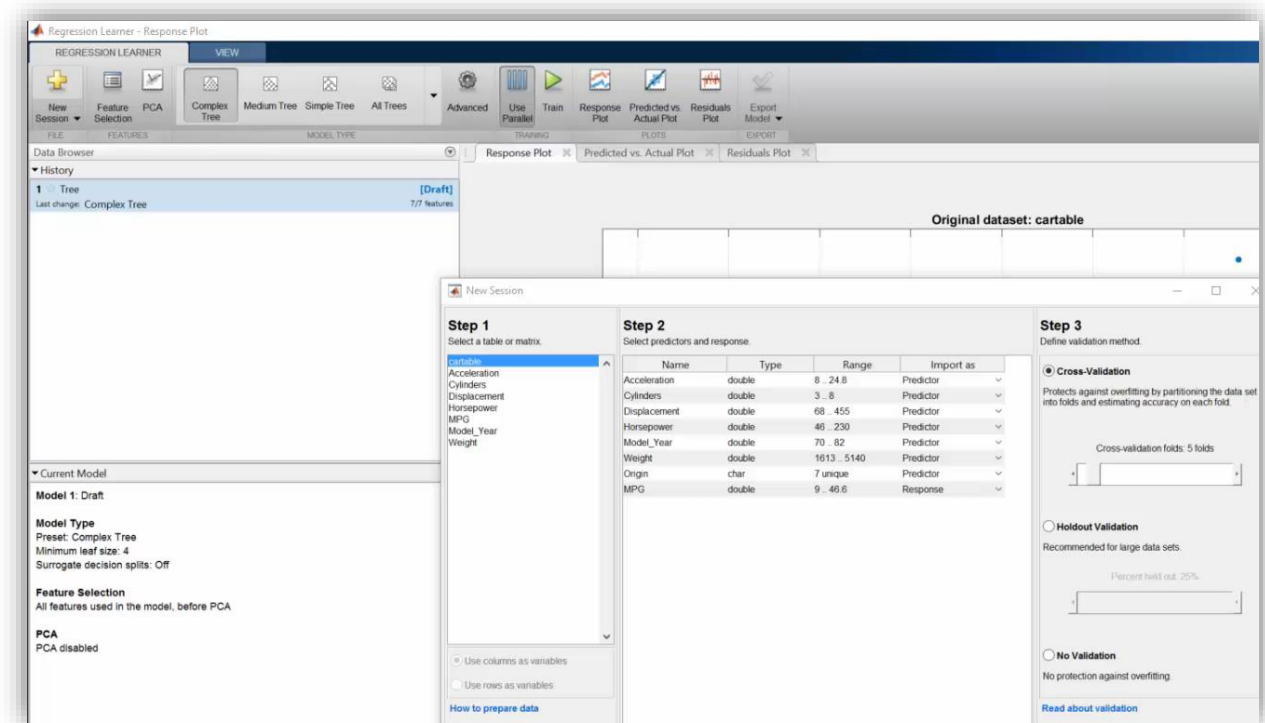 Regression Learner - Response Plot
REGRESSION LEARNER VIEW
New Session Feature Selection PCA Complex Tree Medium Tree Simple Tree All Trees Advanced Use Parallel Train Response Plot Predicted vs. Actual Plot Residuals Plot Export Model
FILE FEATURES MODEL TYPE TRAINING PLOTS EXPORT
Data Browser
Response Plot Predicted vs. Actual Plot Residuals Plot
History
1 Tree [Draft]
Last change: Complex Tree 7/7 features
Original dataset: cartable
Current Model
Model 1: Draft
Model Type
Preset: Complex Tree
Minimum leaf size: 4
Surrogate decision splits: Off
Feature Selection
All features used in the model, before PCA
PCA
PCA disabled
New Session
Step 1
Select a table or matrix.
cartable
Acceleration
Cylinders
Displacement
Horsepower
MPG
Model_Year
Weight
Use columns as variables
Use rows as variables
How to prepare data
Step 2
Select predictors and response.
Name Type Range Import as
Acceleration double 8 .. 24.8 Predictor
Cylinders double 3 .. 8 Predictor
Displacement double 68 .. 455 Predictor
Horsepower double 46 .. 230 Predictor
Model_Year double 70 .. 82 Predictor
Weight double 1613 .. 5140 Predictor
Origin char 7 unique Predictor
MPG double 9 .. 46.6 Response
Step 3
Define validation method.
Cross-Validation
Protects against overfitting by partitioning the data set
into folds and estimating accuracy on each fold.
Cross-validation folds: 5 folds
Holdout Validation
Recommended for large data sets.
Percent held out: 25%
No Validation
No protection against overfitting.
Read about validation